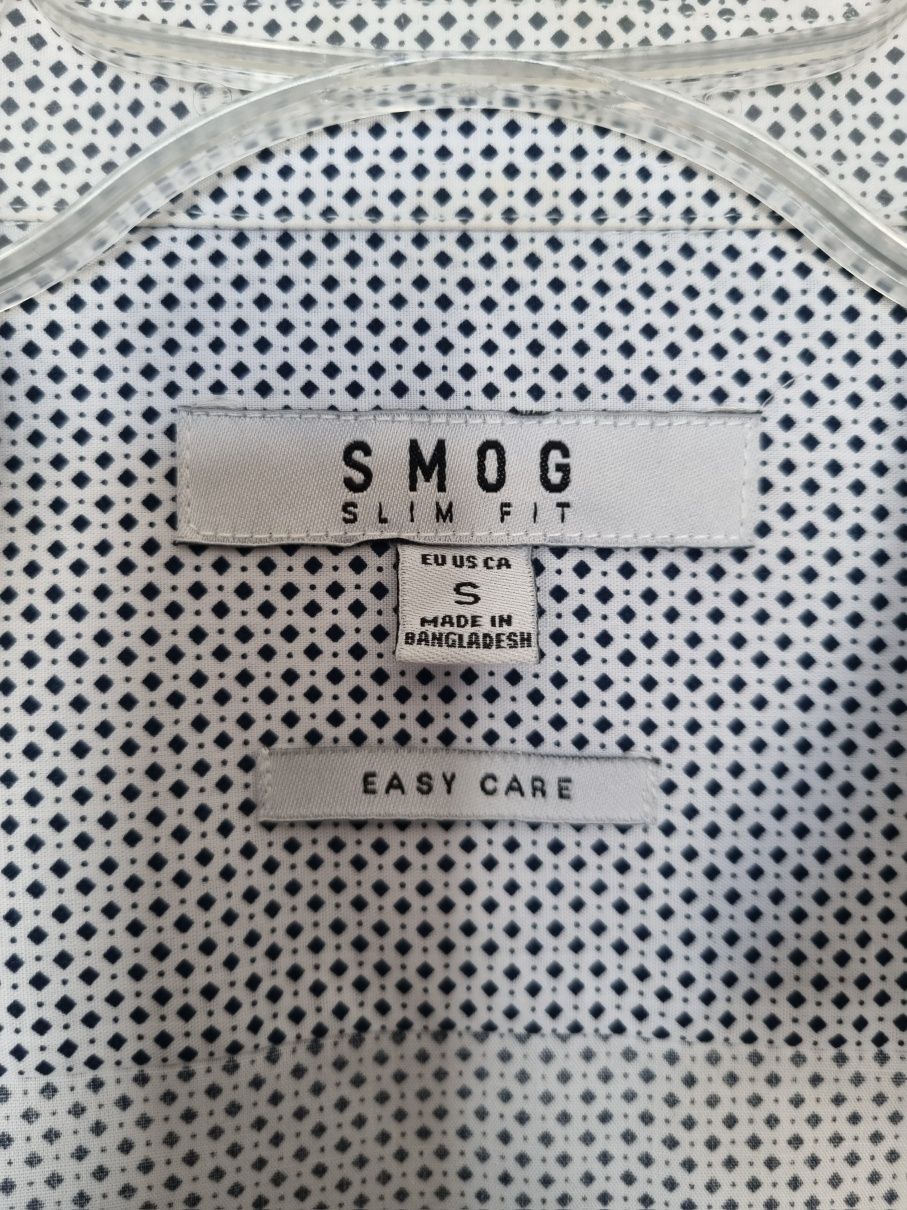 SMOG
SLIM FIT
EU US CA
S
MADE IN
BANGLADESH
EASY CARE